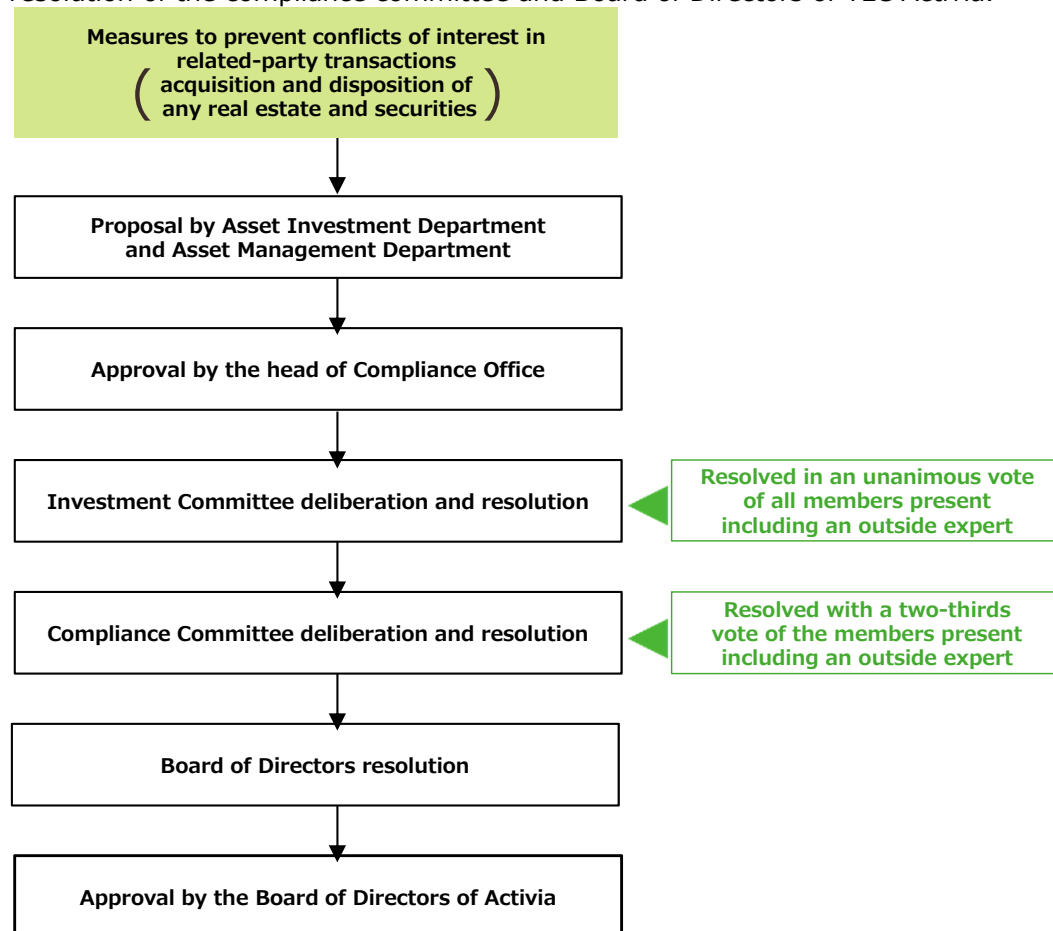 Measures to prevent conflicts of interest in
related-party transactions
(acquisition and disposition of
any real estate and securities)
Proposal by Asset Investment Department
and Asset Management Department
Approval by the head of Compliance Office
Investment Committee deliberation and resolution
Resolved in an unanimous vote
of all members present
including an outside expert
Compliance Committee deliberation and resolution
Resolved with a two-thirds
vote of the members present
including an outside expert
Board of Directors resolution
Approval by the Board of Directors of Activia